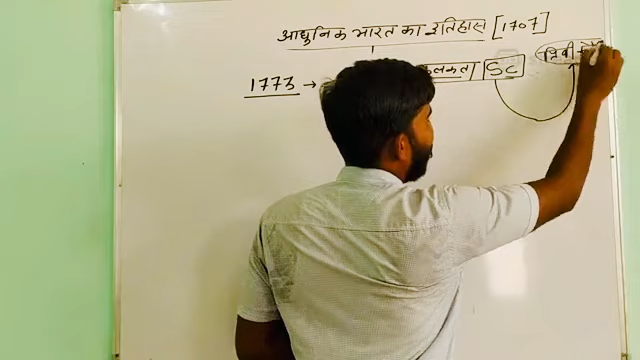 आधुनिक भारत का इतिहास [1707]
1773 → कलकत्ता SC प्रिवी